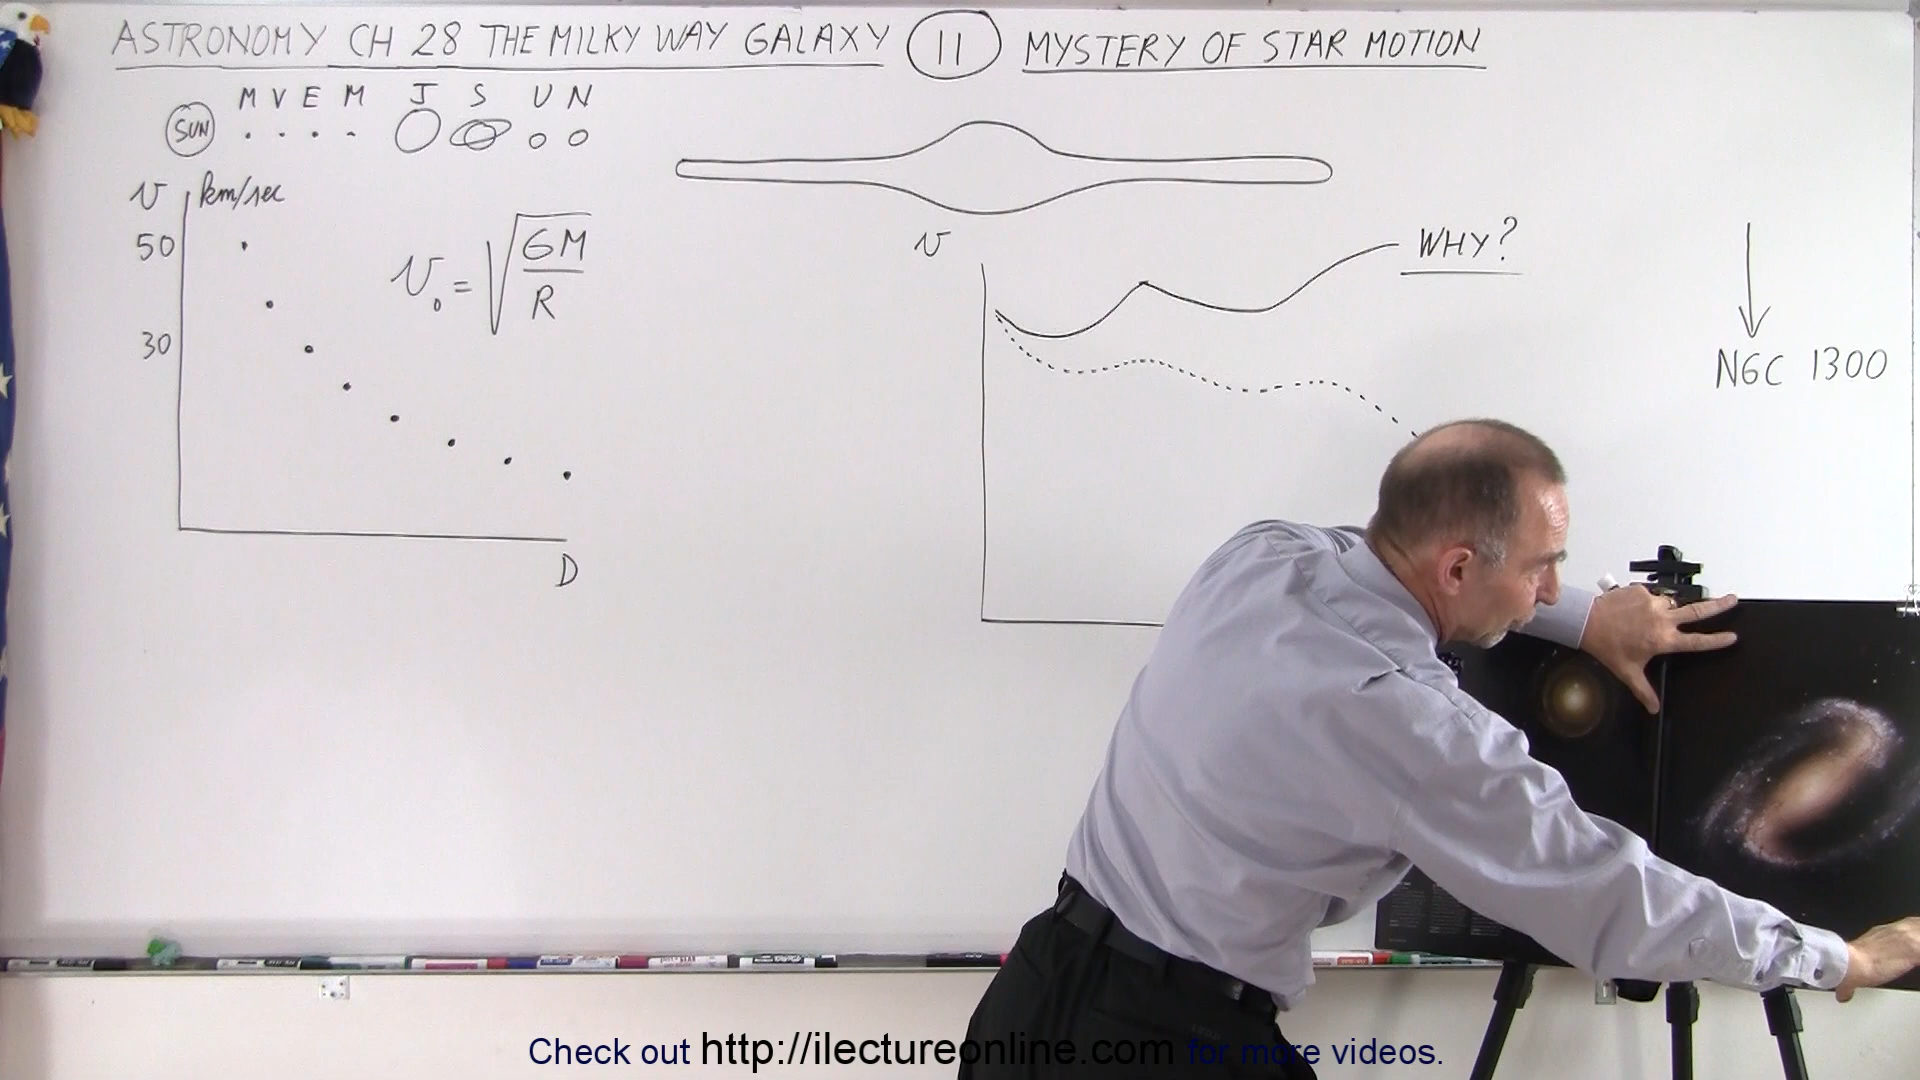 ASTRONOMY CH 28 THE MILKY WAY GALAXY 11 MYSTERY OF STAR MOTION
M V E M J S U N
SUN
v km/sec
50
30
v₀ = √GM/R
D
v
WHY?
NGC 1300
Check out http://ilectureonline.com for more videos.